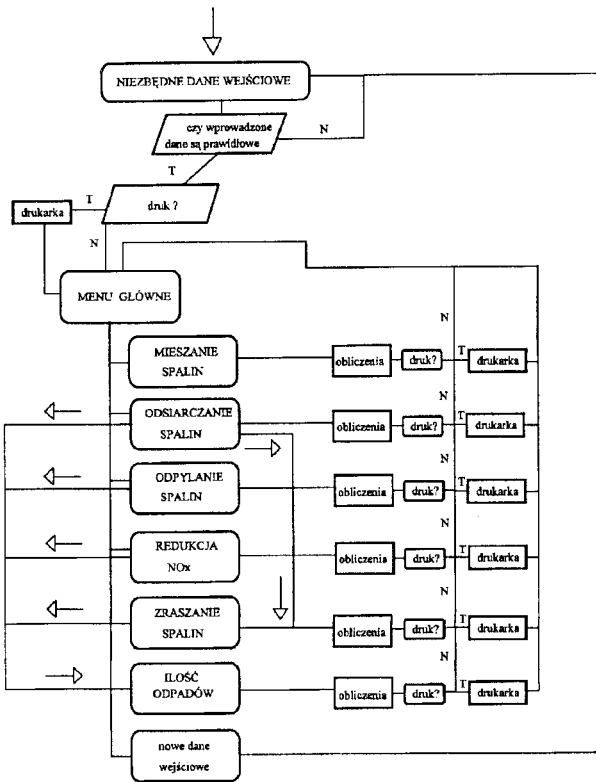 NIEZBĘDNE DANE WEJŚCIOWE
czy wprowadzone
dane są prawidłowe
N
T
druk ?
T
drukarka
N
MENU GŁÓWNE
N
MIESZANIE
SPALIN
obliczenia
druk?
T
drukarka
N
ODSIARCZANIE
SPALIN
obliczenia
druk?
T
drukarka
N
ODPYLANIE
SPALIN
obliczenia
druk?
T
drukarka
N
REDUKCJA
NOx
obliczenia
druk?
T
drukarka
N
ZRASZANIE
SPALIN
obliczenia
druk?
T
drukarka
N
ILOŚĆ
ODPADÓW
obliczenia
druk?
T
drukarka
nowe dane
wejściowe